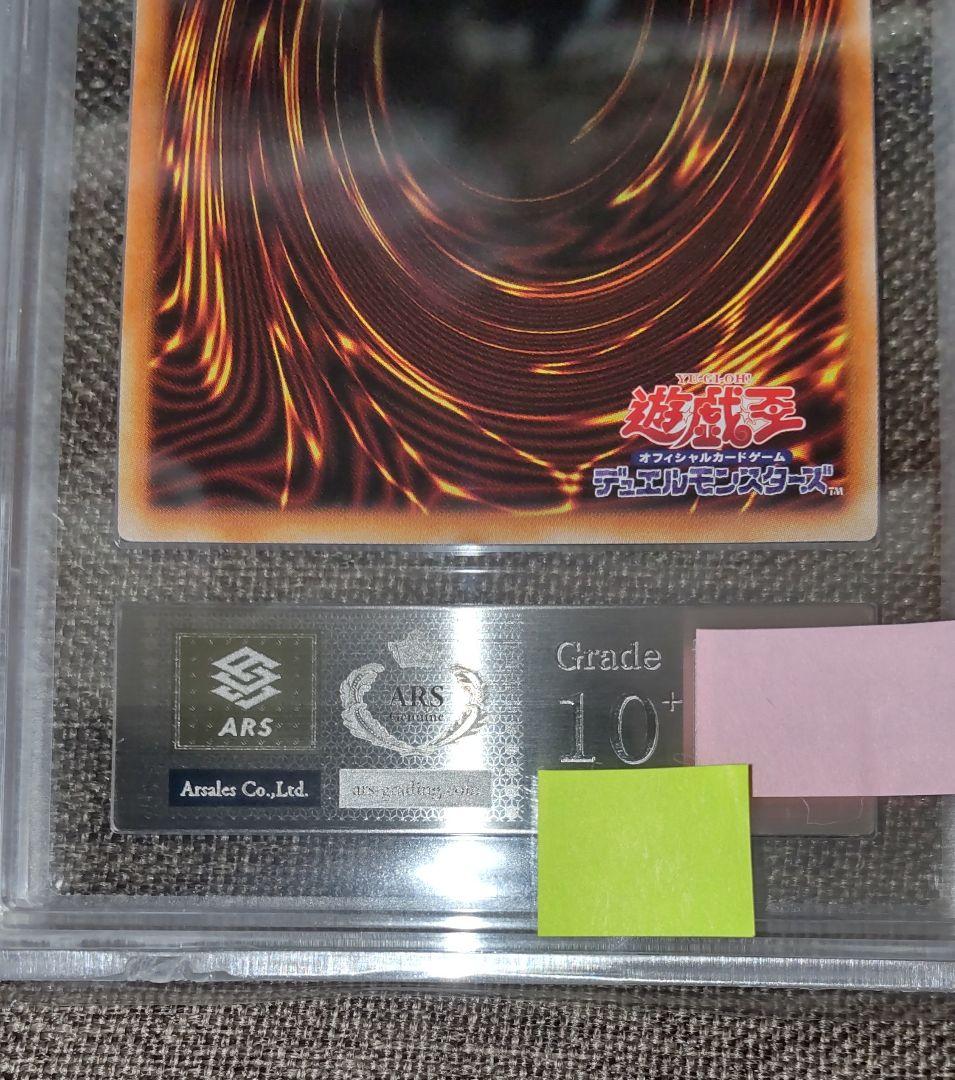 YU-GI-OH!
遊戯王
オフィシャルカードゲーム
デュエルモンスターズ™
ARS
Arsales Co.,Ltd.
ARS
Genuine
ars-grading.com
Grade
10+